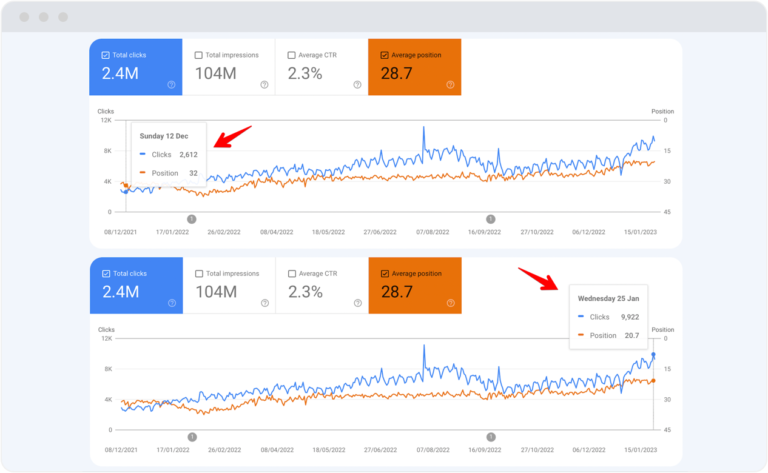 Total clicks
2.4M
Total impressions
104M
Average CTR
2.3%
Average position
28.7
Clicks
Position
12K
8K
4K
0
0
15
30
45
Sunday 12 Dec
Clicks 2,612
Position 32
1
1
08/12/2021 17/01/2022 26/02/2022 08/04/2022 18/05/2022 27/06/2022 07/08/2022 16/09/2022 27/10/2022 06/12/2022 15/01/2023
Total clicks
2.4M
Total impressions
104M
Average CTR
2.3%
Average position
28.7
Clicks
Position
12K
8K
4K
0
0
15
30
45
Wednesday 25 Jan
Clicks 9,922
Position 20.7
1
1
08/12/2021 17/01/2022 26/02/2022 08/04/2022 18/05/2022 27/06/2022 07/08/2022 16/09/2022 27/10/2022 06/12/2022 15/01/2023